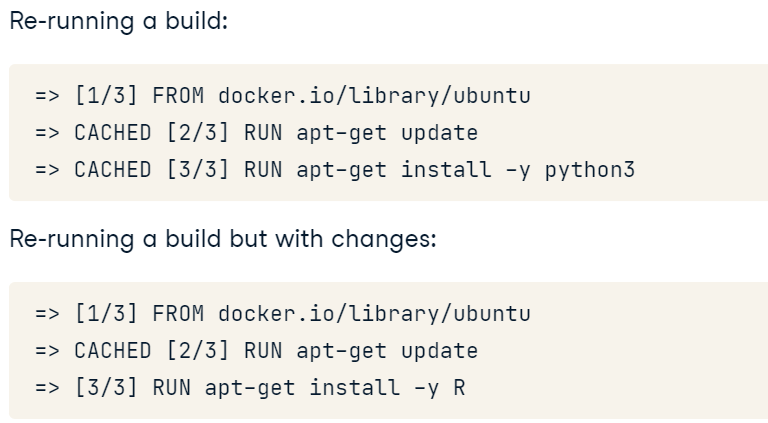 Re-running a build:
=> [1/3] FROM docker.io/library/ubuntu
=> CACHED [2/3] RUN apt-get update
=> CACHED [3/3] RUN apt-get install -y python3
Re-running a build but with changes:
=> [1/3] FROM docker.io/library/ubuntu
=> CACHED [2/3] RUN apt-get update
=> [3/3] RUN apt-get install -y R